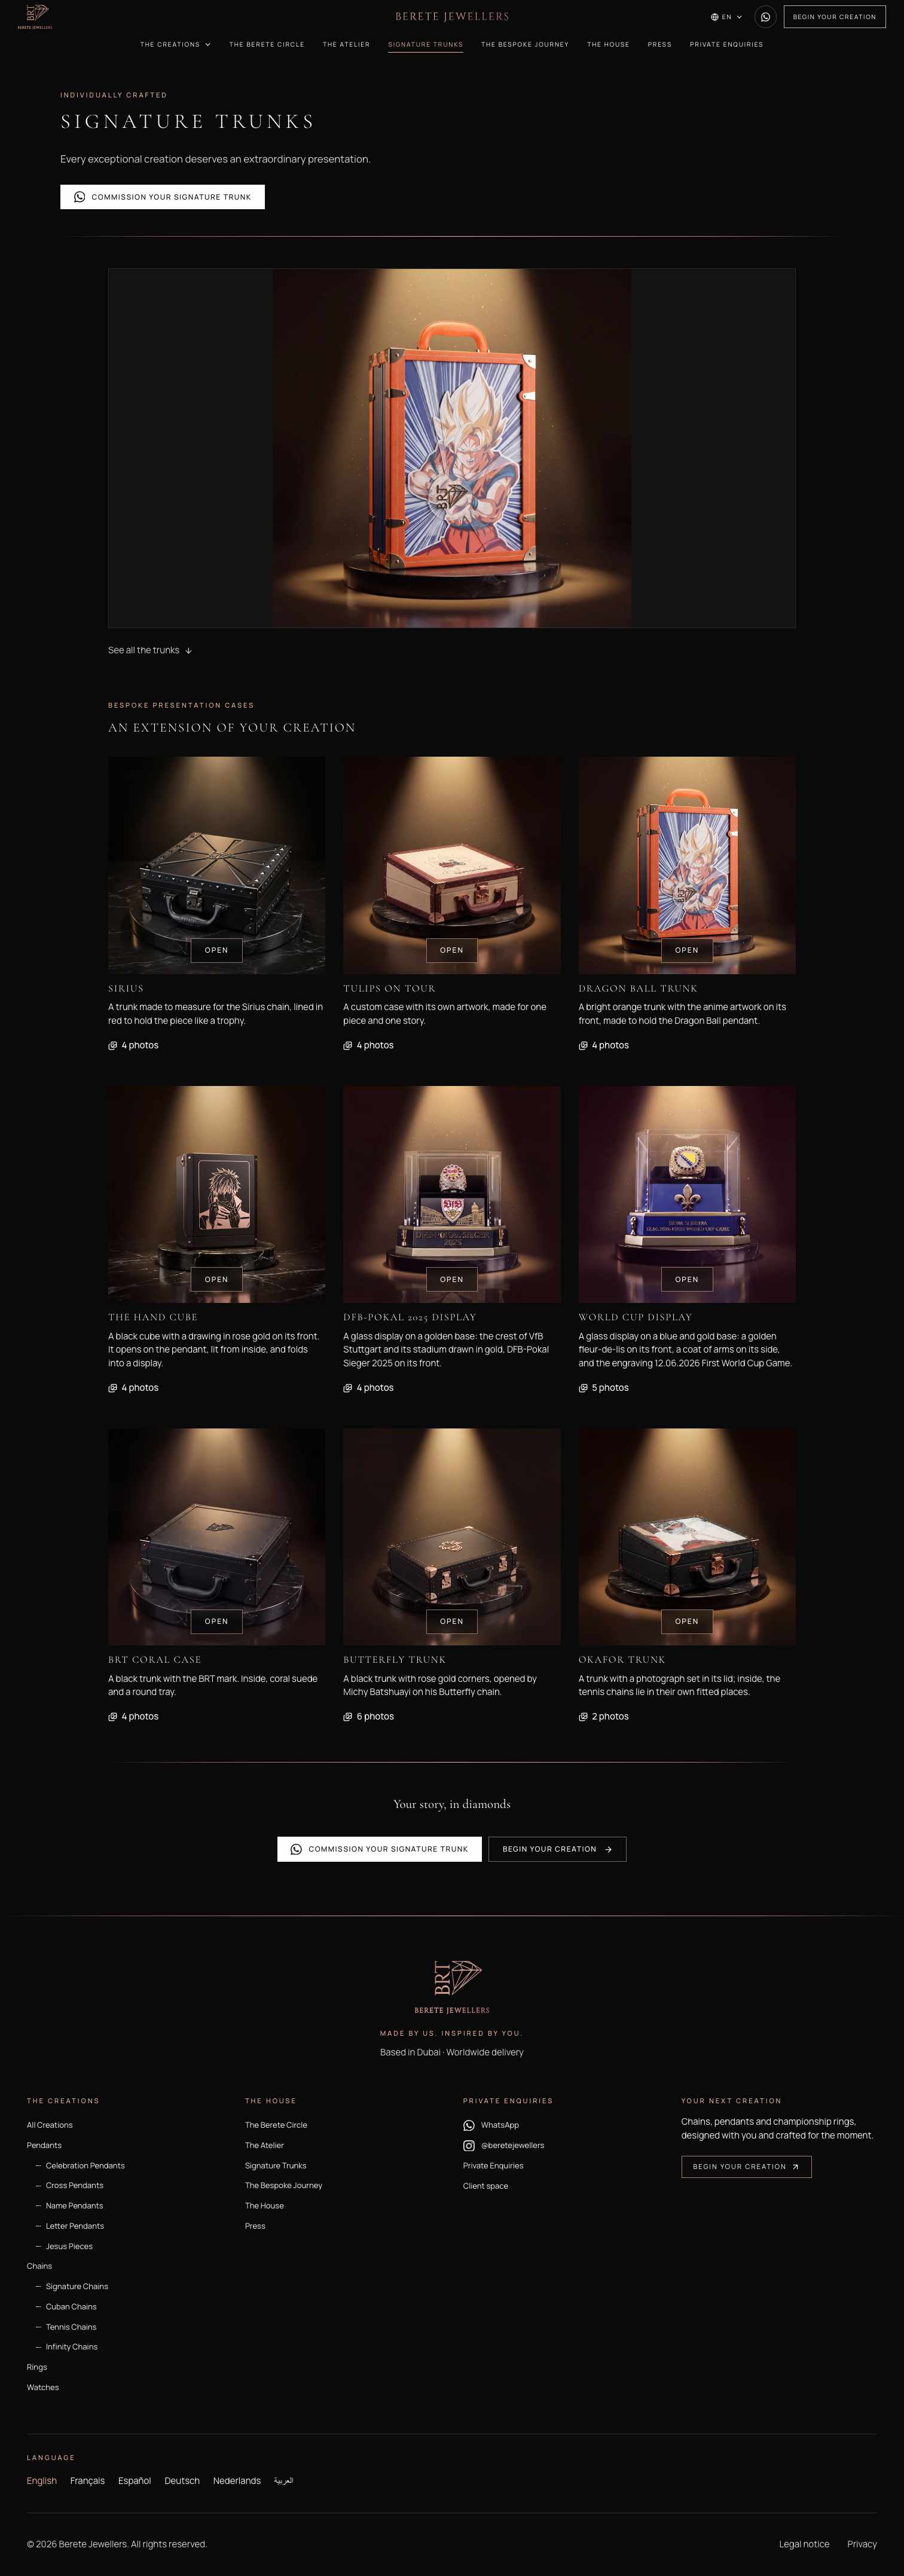 BRT
BERETE JEWELLERS
BERETE JEWELLERS
EN
BEGIN YOUR CREATION
THE CREATIONS
THE BERETE CIRCLE
THE ATELIER
SIGNATURE TRUNKS
THE BESPOKE JOURNEY
THE HOUSE
PRESS
PRIVATE ENQUIRIES
INDIVIDUALLY CRAFTED
SIGNATURE TRUNKS
Every exceptional creation deserves an extraordinary presentation.
COMMISSION YOUR SIGNATURE TRUNK
BRT
See all the trunks
BESPOKE PRESENTATION CASES
AN EXTENSION OF YOUR CREATION
OPEN
SIRIUS
A trunk made to measure for the Sirius chain, lined in
red to hold the piece like a trophy.
4 photos
OPEN
TULIPS ON TOUR
A custom case with its own artwork, made for one
piece and one story.
4 photos
OPEN
DRAGON BALL TRUNK
A bright orange trunk with the anime artwork on its
front, made to hold the Dragon Ball pendant.
4 photos
OPEN
THE HAND CUBE
A black cube with a drawing in rose gold on its front.
It opens on the pendant, lit from inside, and folds
into a display.
4 photos
DFB-POKAL SIEGER
2025
OPEN
DFB-POKAL 2025 DISPLAY
A glass display on a golden base: the crest of VfB
Stuttgart and its stadium drawn in gold, DFB-Pokal
Sieger 2025 on its front.
4 photos
OPEN
WORLD CUP DISPLAY
A glass display on a blue and gold base: a golden
fleur-de-lis on its front, a coat of arms on its side,
and the engraving 12.06.2026 First World Cup Game.
5 photos
OPEN
BRT CORAL CASE
A black trunk with the BRT mark. Inside, coral suede
and a round tray.
4 photos
OPEN
BUTTERFLY TRUNK
A black trunk with rose gold corners, opened by
Michy Batshuayi on his Butterfly chain.
6 photos
OPEN
OKAFOR TRUNK
A trunk with a photograph set in its lid; inside, the
tennis chains lie in their own fitted places.
2 photos
Your story, in diamonds
COMMISSION YOUR SIGNATURE TRUNK
BEGIN YOUR CREATION
BRT
BERETE JEWELLERS
MADE BY US. INSPIRED BY YOU.
Based in Dubai · Worldwide delivery
THE CREATIONS
All Creations
Pendants
— Celebration Pendants
— Cross Pendants
— Name Pendants
— Letter Pendants
— Jesus Pieces
Chains
— Signature Chains
— Cuban Chains
— Tennis Chains
— Infinity Chains
Rings
Watches
THE HOUSE
The Berete Circle
The Atelier
Signature Trunks
The Bespoke Journey
The House
Press
PRIVATE ENQUIRIES
WhatsApp
@beretejewellers
Private Enquiries
Client space
YOUR NEXT CREATION
Chains, pendants and championship rings,
designed with you and crafted for the moment.
BEGIN YOUR CREATION
LANGUAGE
English
Français
Español
Deutsch
Nederlands
العربية
© 2026 Berete Jewellers. All rights reserved.
Legal notice
Privacy